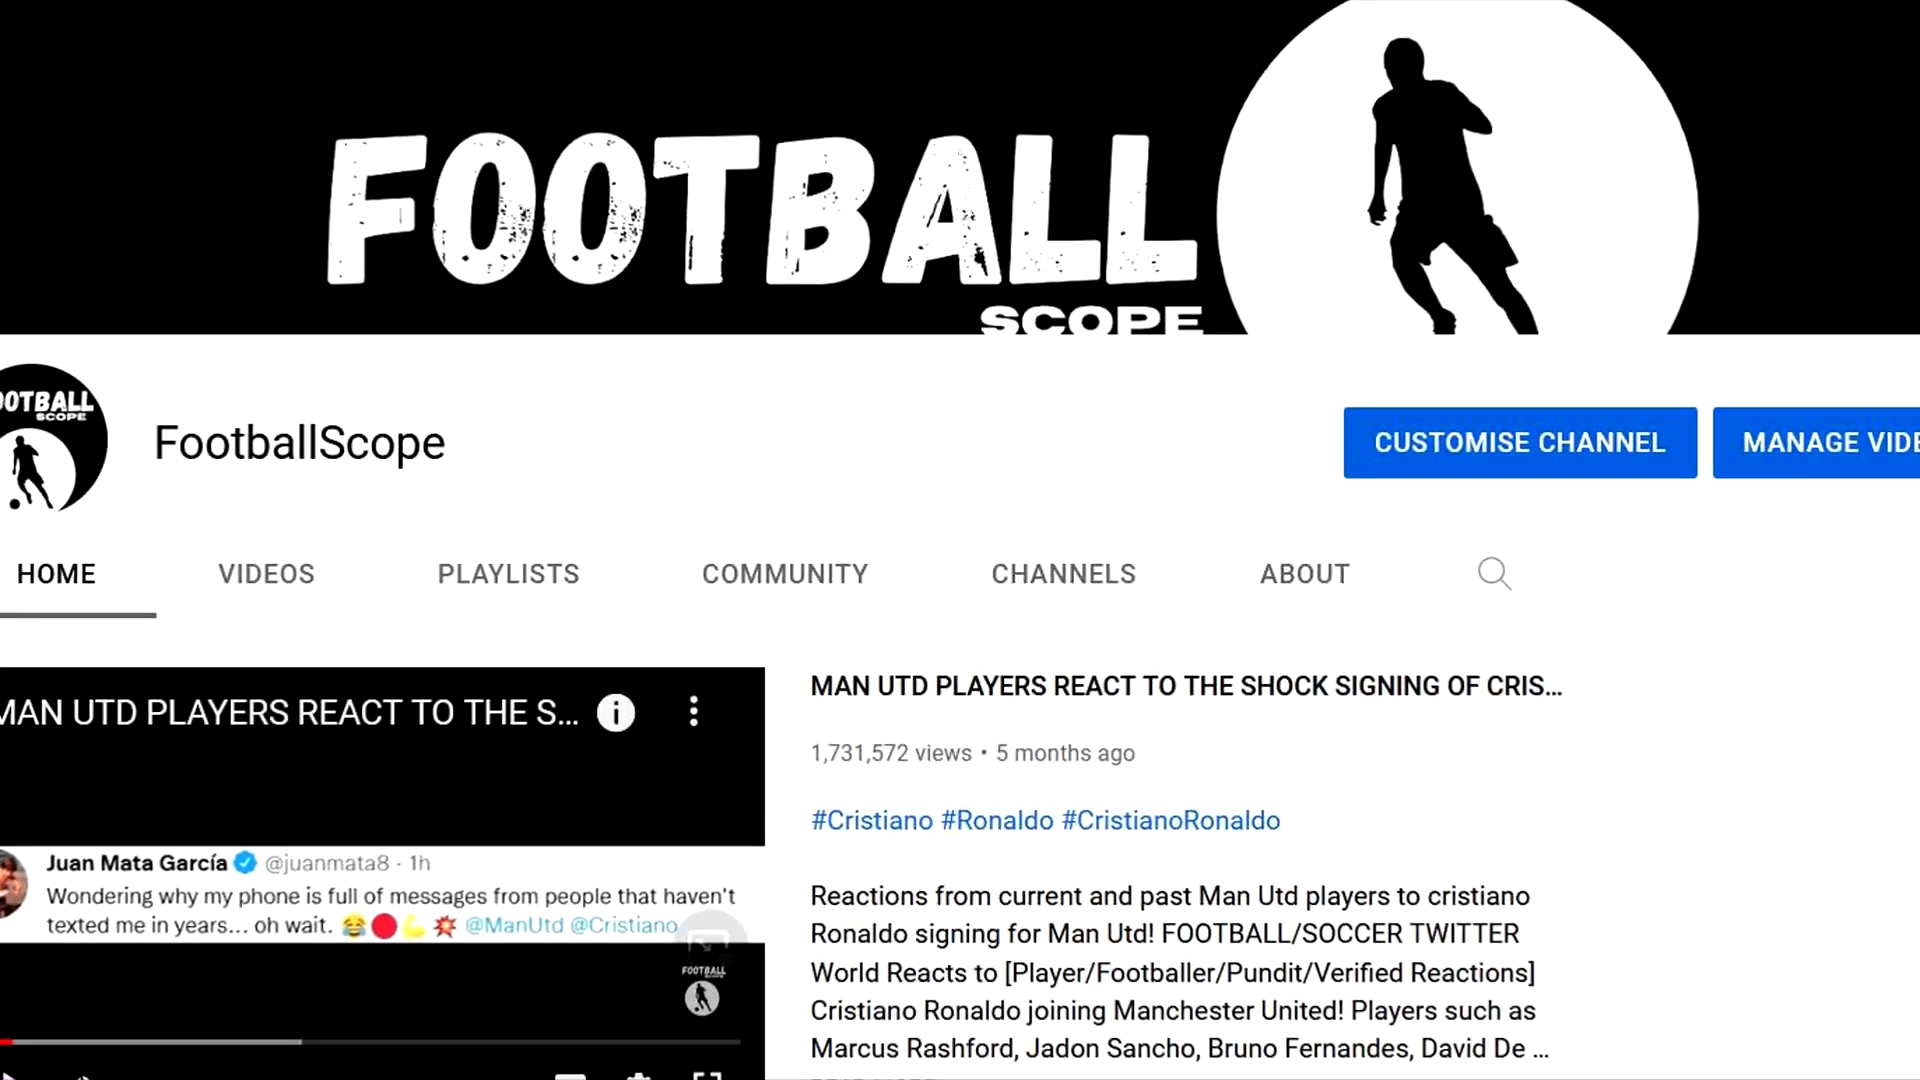 FOOTBALL
SCOPE
OOTBALL
SCOPE
FootballScope
CUSTOMISE CHANNEL
MANAGE VIDE
HOME
VIDEOS
PLAYLISTS
COMMUNITY
CHANNELS
ABOUT
MAN UTD PLAYERS REACT TO THE S...
Juan Mata García @juanmata8 · 1h
Wondering why my phone is full of messages from people that haven't
texted me in years... oh wait. 😂🔴💪💥 @ManUtd @Cristiano
FOOTBALL
MAN UTD PLAYERS REACT TO THE SHOCK SIGNING OF CRIS...
1,731,572 views • 5 months ago
#Cristiano #Ronaldo #CristianoRonaldo
Reactions from current and past Man Utd players to cristiano
Ronaldo signing for Man Utd! FOOTBALL/SOCCER TWITTER
World Reacts to [Player/Footballer/Pundit/Verified Reactions]
Cristiano Ronaldo joining Manchester United! Players such as
Marcus Rashford, Jadon Sancho, Bruno Fernandes, David De ...